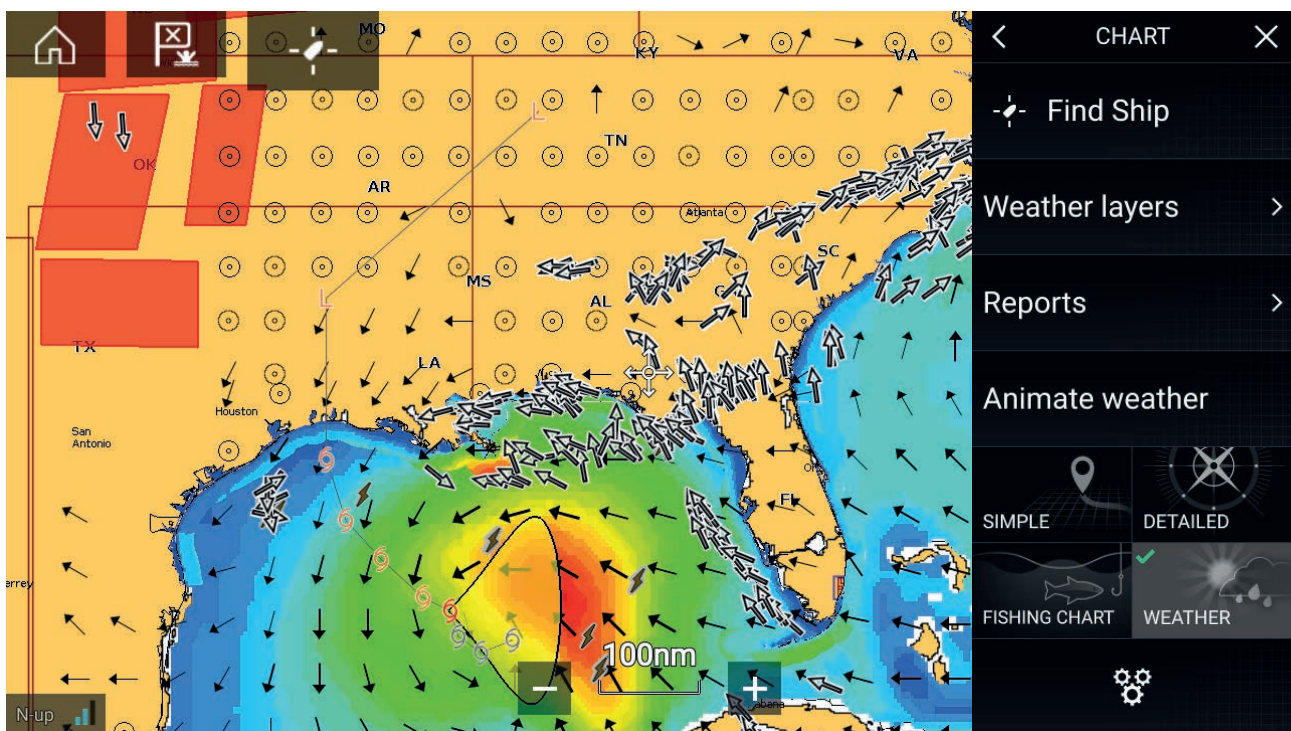 MO
KY
VA
CHART
Find Ship
OK
TN
AR
Atlanta
Weather layers
SC
MS
AL
Reports
TX
LA
Houston
Animate weather
San
Antonio
FL
SIMPLE
DETAILED
FISHING CHART
WEATHER
100nm
N-up